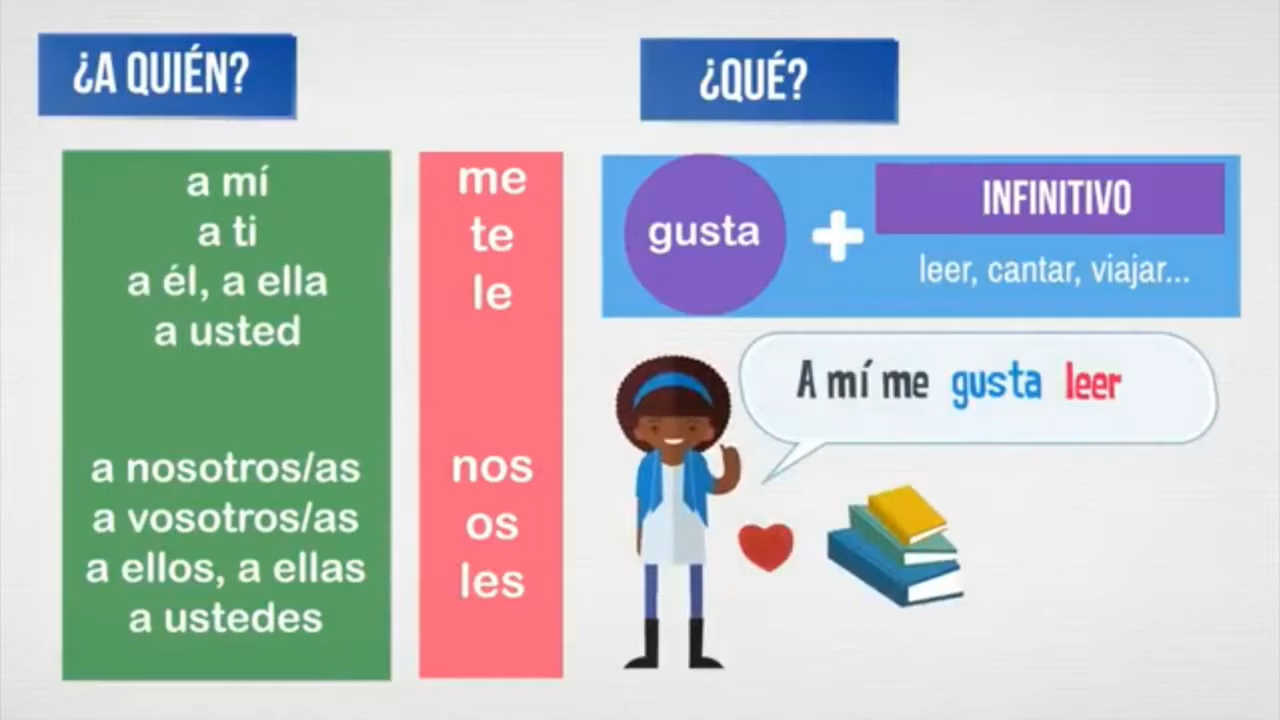 ¿A QUIÉN?
a mí
a ti
a él, a ella
a usted
a nosotros/as
a vosotros/as
a ellos, a ellas
a ustedes
me
te
le
nos
os
les
¿QUÉ?
gusta
INFINITIVO
leer, cantar, viajar...
A mí me gusta leer